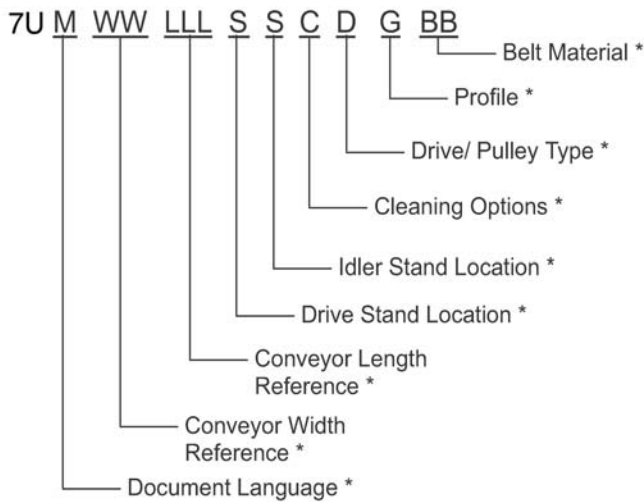 7U M WW LLL S S C D G BB
Belt Material *
Profile *
Drive/ Pulley Type *
Cleaning Options *
Idler Stand Location *
Drive Stand Location *
Conveyor Length
Reference *
Conveyor Width
Reference *
Document Language *